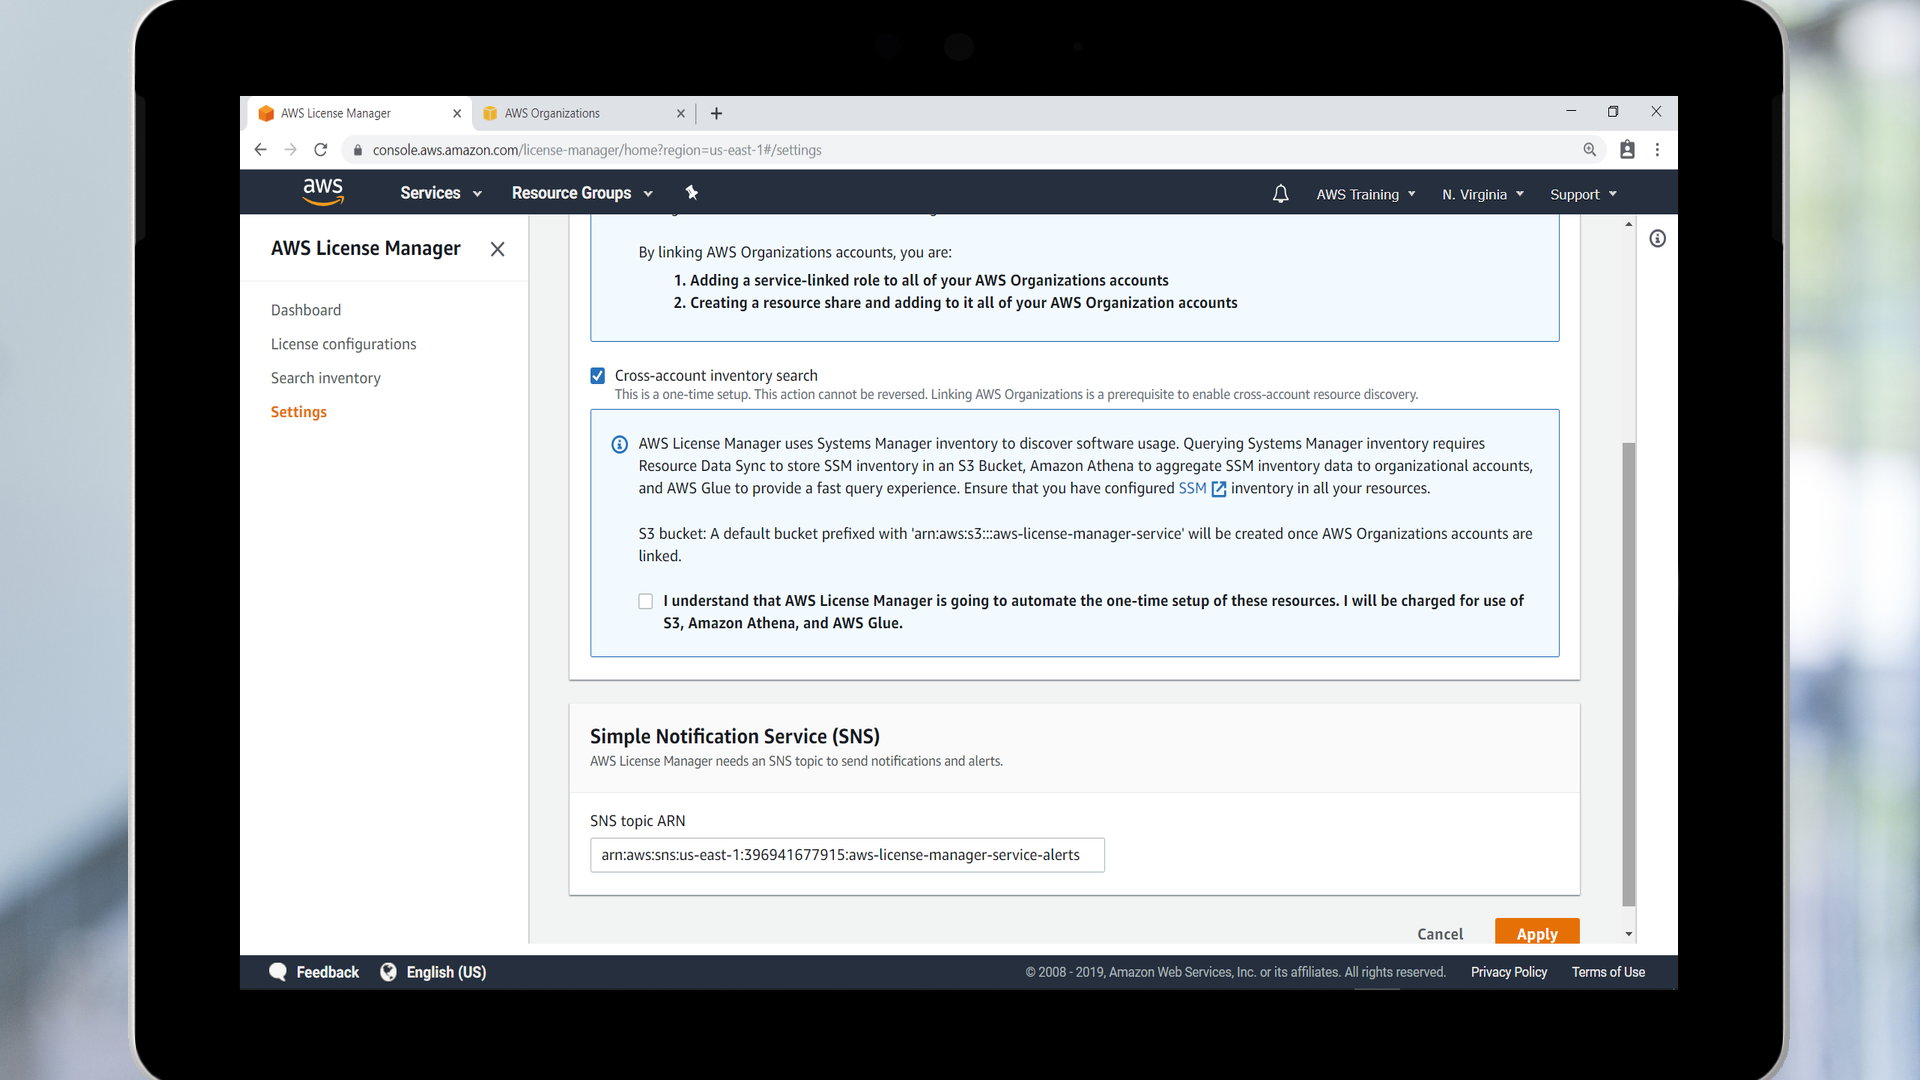 AWS License Manager
AWS Organizations
console.aws.amazon.com/license-manager/home?region=us-east-1#/settings
aws
Services
Resource Groups
AWS Training
N. Virginia
Support
AWS License Manager
Dashboard
License configurations
Search inventory
Settings
By linking AWS Organizations accounts, you are:
1. Adding a service-linked role to all of your AWS Organizations accounts
2. Creating a resource share and adding to it all of your AWS Organization accounts
Cross-account inventory search
This is a one-time setup. This action cannot be reversed. Linking AWS Organizations is a prerequisite to enable cross-account resource discovery.
AWS License Manager uses Systems Manager inventory to discover software usage. Querying Systems Manager inventory requires
Resource Data Sync to store SSM inventory in an S3 Bucket, Amazon Athena to aggregate SSM inventory data to organizational accounts,
and AWS Glue to provide a fast query experience. Ensure that you have configured SSM inventory in all your resources.
S3 bucket: A default bucket prefixed with 'arn:aws:s3:::aws-license-manager-service' will be created once AWS Organizations accounts are
linked.
I understand that AWS License Manager is going to automate the one-time setup of these resources. I will be charged for use of
S3, Amazon Athena, and AWS Glue.
Simple Notification Service (SNS)
AWS License Manager needs an SNS topic to send notifications and alerts.
SNS topic ARN
arn:aws:sns:us-east-1:396941677915:aws-license-manager-service-alerts
Cancel
Apply
Feedback
English (US)
© 2008 - 2019, Amazon Web Services, Inc. or its affiliates. All rights reserved.
Privacy Policy
Terms of Use